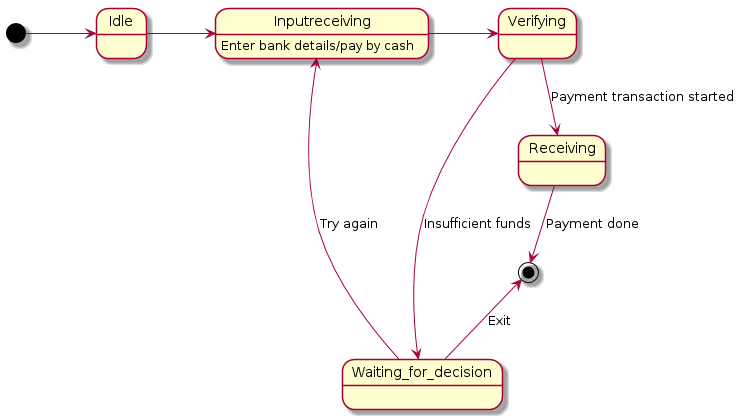 Idle
Inputreceiving
Enter bank details/pay by cash
Verifying
Payment transaction started
Receiving
Try again
Insufficient funds
Payment done
Exit
Waiting_for_decision